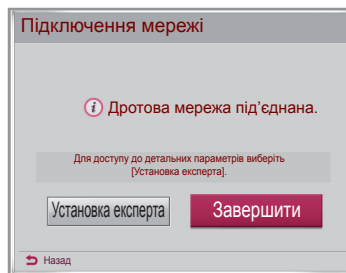 Підключення мережі
Дротова мережа під'єднана.
Для доступу до детальних параметрів виберіть
[Установка експерта].
Установка експерта
Завершити
Назад